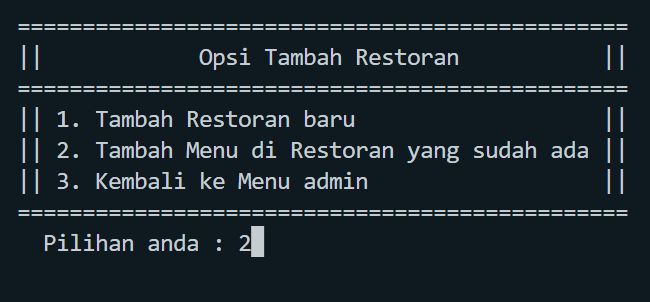 ===============================================
||            Opsi Tambah Restoran           ||
===============================================
|| 1. Tambah Restoran baru                   ||
|| 2. Tambah Menu di Restoran yang sudah ada ||
|| 3. Kembali ke Menu admin                  ||
===============================================
  Pilihan anda : 2